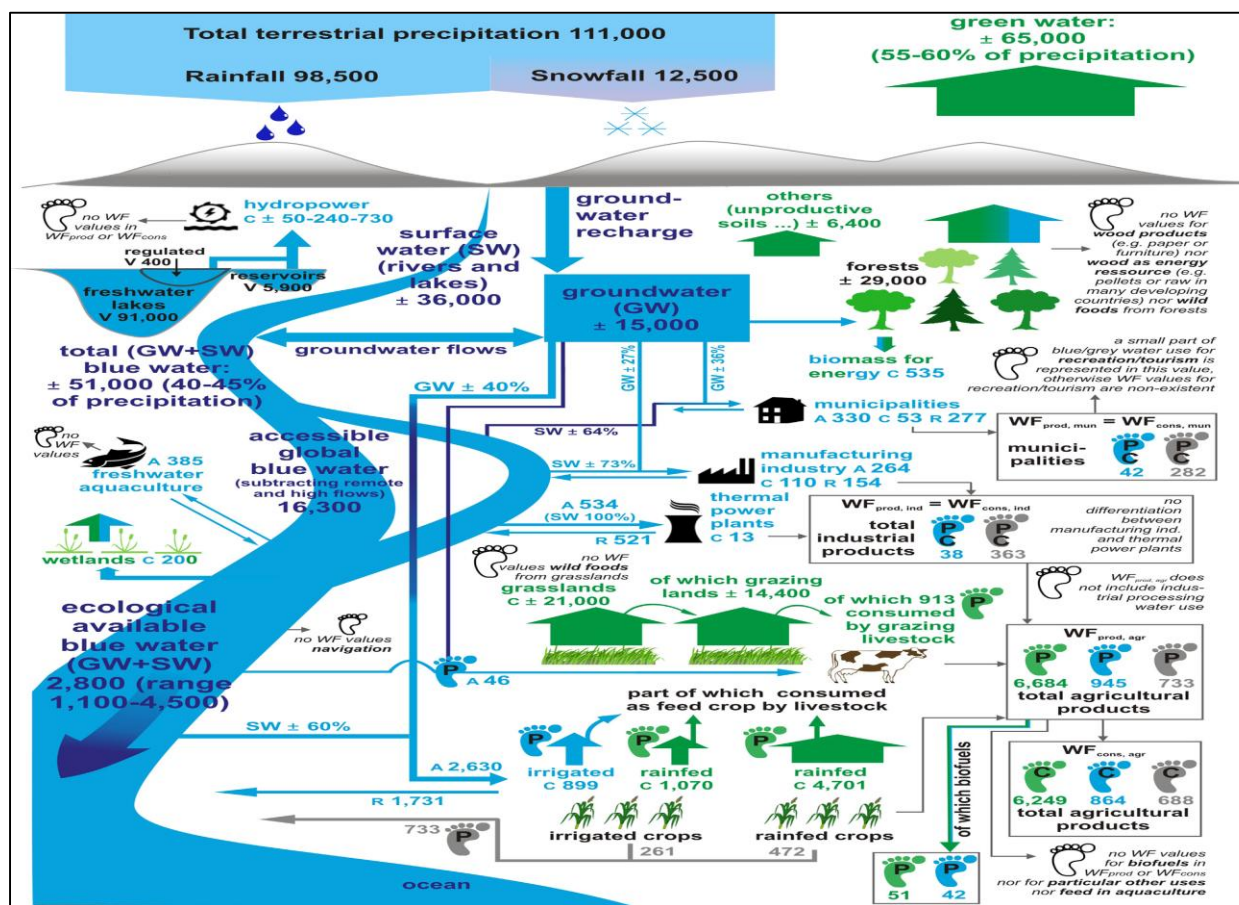 Total terrestrial precipitation 111,000
Rainfall 98,500
Snowfall 12,500
green water:
± 65,000
(55-60% of precipitation)
hydropower
C ± 50-240-730
no WF
values in
WFprod or WFcons
regulated
V 400
reservoirs
V 5,900
freshwater
lakes
V 91,000
surface
water (SW)
(rivers and
lakes)
± 36,000
ground-
water
recharge
groundwater
(GW)
± 15,000
groundwater flows
others
(unproductive
soils ...) ± 6,400
forests
± 29,000
no WF
values for
wood products
(e.g. paper or
furniture) nor
wood as energy
ressource (e.g.
pellets or raw in
many developing
countries) nor wild
foods from forests
biomass for
energy C 535
total (GW+SW)
blue water:
± 51,000 (40-45%
of precipitation)
GW ± 40%
GW ± 27%
GW ± 36%
a small part of
blue/grey water use for
recreation/tourism is
represented in this value,
otherwise WF values for
recreation/tourism are non-existent
municipalities
A 330 C 53 R 277
WFprod, mun = WFcons, mun
munici-
palities
P C
42
P C
282
SW ± 64%
no
WF
values
A 385
freshwater
aquaculture
accessible
global
blue water
(subtracting remote
and high flows)
16,300
SW ± 73%
manufacturing
industry A 264
C 110 R 154
A 534
(SW 100%)
R 521
thermal
power
plants
C 13
WFprod, ind = WFcons, ind
total
industrial
products
P C
38
P C
363
no
differentiation
between
manufacturing ind.
and thermal
power plants
wetlands C 200
no WF
values wild foods
from grasslands
grasslands
C ± 21,000
of which grazing
lands ± 14,400
of which 913
consumed
by grazing
livestock
P
WFprod, agr does
not include indus-
trial processing
water use
ecological
available
blue water
(GW+SW)
2,800 (range
1,100-4,500)
no WF values
navigation
P
A 46
WFprod, agr
P P P
6,684 945 733
total agricultural
products
part of which consumed
as feed crop by livestock
SW ± 60%
A 2,630
R 1,731
P
irrigated
C 899
P
rainfed
C 1,070
P
rainfed
C 4,701
irrigated crops
rainfed crops
WFcons, agr
C C C
6,249 864 688
total agricultural
products
of which biofuels
733
P
261
472
P P
51 42
no WF values
for biofuels in
WFprod or WFcons
nor for particular other uses
nor feed in aquaculture
ocean